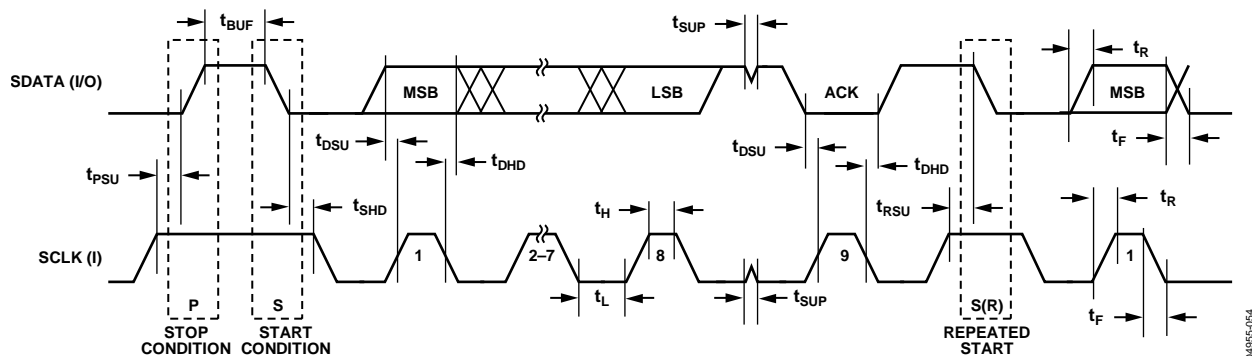 tBUF
tSUP
tR
SDATA (I/O)
MSB
LSB
ACK
MSB
tDSU
tDHD
tDSU
tDHD
tF
tPSU
tSHD
tH
tRSU
tR
SCLK (I)
1
2–7
8
9
1
P
S
tL
tSUP
S(R)
tF
STOP
CONDITION
START
CONDITION
REPEATED
START
04955-054